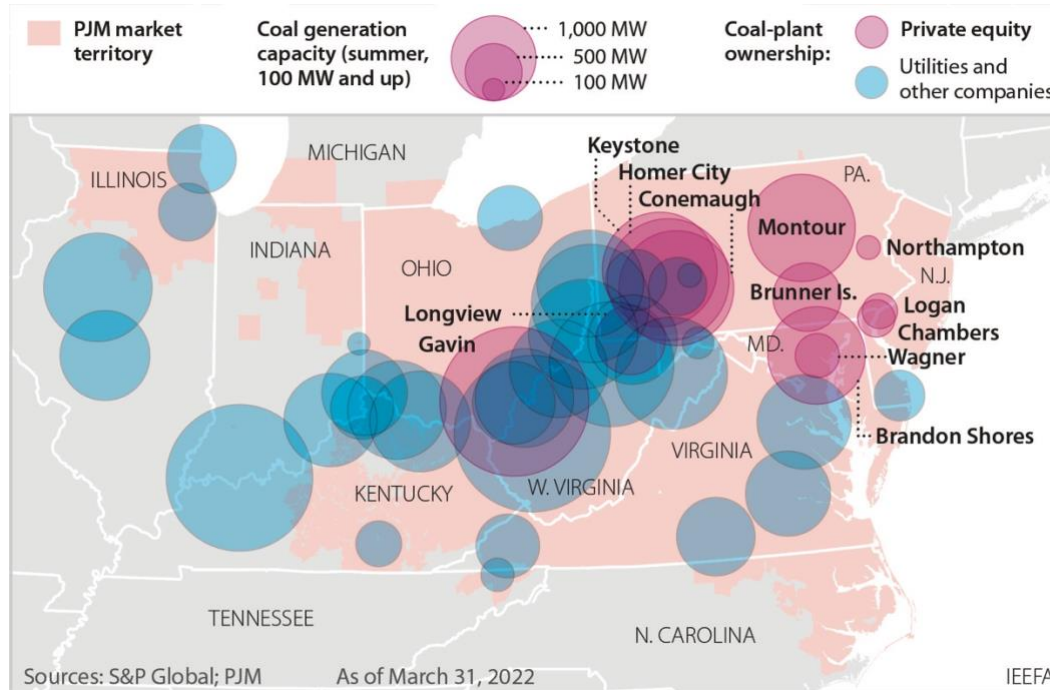 PJM market
territory
Coal generation
capacity (summer,
100 MW and up)
1,000 MW
500 MW
100 MW
Coal-plant
ownership:
Private equity
Utilities and
other companies
Keystone
Homer City
Conemaugh
MICHIGAN
ILLINOIS
PA.
Montour
Northampton
INDIANA
OHIO
N.J.
Brunner Is.
Longview
Logan
Gavin
Chambers
MD.
Wagner
Brandon Shores
VIRGINIA
KENTUCKY
W. VIRGINIA
TENNESSEE
N. CAROLINA
Sources: S&P Global; PJM
As of March 31, 2022
IEEFA